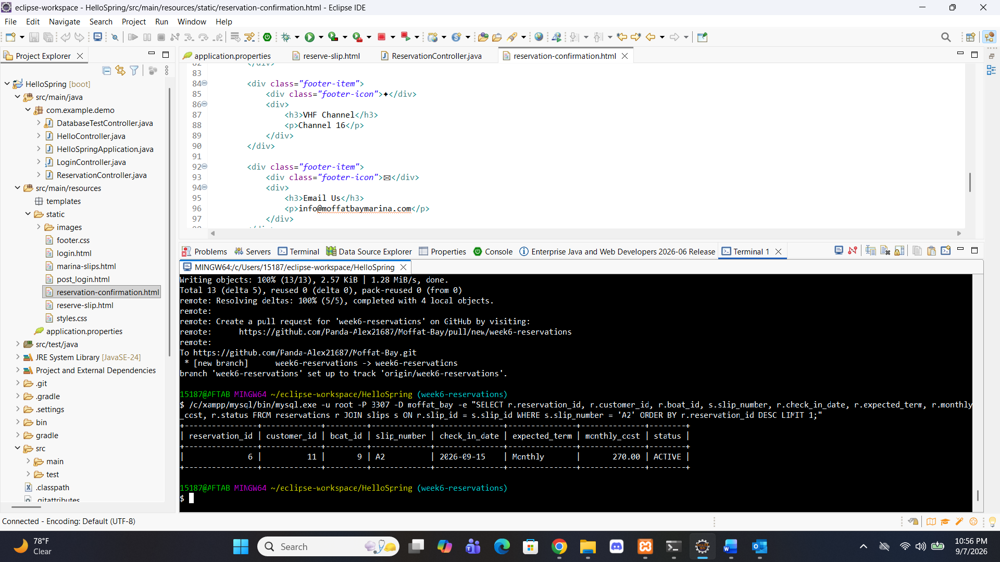 eclipse-workspace - HelloSpring/src/main/resources/static/reservation-confirmation.html - Eclipse IDE
File Edit Navigate Search Project Run Window Help
Project Explorer
HelloSpring [boot]
src/main/java
com.example.demo
DatabaseTestController.java
HelloController.java
HelloSpringApplication.java
LoginController.java
ReservationController.java
src/main/resources
templates
static
images
footer.css
login.html
marina-slips.html
post_login.html
reservation-confirmation.html
reserve-slip.html
styles.css
application.properties
src/test/java
JRE System Library [JavaSE-24]
Project and External Dependencies
.git
.gradle
.settings
bin
gradle
src
main
test
.classpath
.gitattributes
application.properties reserve-slip.html ReservationController.java reservation-confirmation.html
82 </div>
83
84 <div class="footer-item">
85 <div class="footer-icon">✦</div>
86 <div>
87 <h3>VHF Channel</h3>
88 <p>Channel 16</p>
89 </div>
90 </div>
91
92 <div class="footer-item">
93 <div class="footer-icon">✉</div>
94 <div>
95 <h3>Email Us</h3>
96 <p>info@moffatbaymarina.com</p>
97 </div>
98 </div>
Problems Servers Terminal Data Source Explorer Properties Console Enterprise Java and Web Developers 2026-06 Release Terminal 1
MINGW64:/c/Users/15187/eclipse-workspace/HelloSpring
Writing objects: 100% (13/13), 2.57 KiB | 1.28 MiB/s, done.
Total 13 (delta 5), reused 0 (delta 0), pack-reused 0 (from 0)
remote: Resolving deltas: 100% (5/5), completed with 4 local objects.
remote:
remote: Create a pull request for 'week6-reservations' on GitHub by visiting:
remote: https://github.com/Panda-Alex21687/Moffat-Bay/pull/new/week6-reservations
remote:
To https://github.com/Panda-Alex21687/Moffat-Bay.git
* [new branch] week6-reservations -> week6-reservations
branch 'week6-reservations' set up to track 'origin/week6-reservations'.
15187@AFTAB MINGW64 ~/eclipse-workspace/HelloSpring (week6-reservations)
$ /c/xampp/mysql/bin/mysql.exe -u root -P 3307 -D moffat_bay -e "SELECT r.reservation_id, r.customer_id, r.boat_id, s.slip_number, r.check_in_date, r.expected_term, r.monthly
_cost, r.status FROM reservations r JOIN slips s ON r.slip_id = s.slip_id WHERE s.slip_number = 'A2' ORDER BY r.reservation_id DESC LIMIT 1;"
+----------------+-------------+---------+-------------+---------------+---------------+--------------+--------+
| reservation_id | customer_id | boat_id | slip_number | check_in_date | expected_term | monthly_cost | status |
+----------------+-------------+---------+-------------+---------------+---------------+--------------+--------+
| 6 | 11 | 9 | A2 | 2026-09-15 | Monthly | 270.00 | ACTIVE |
+----------------+-------------+---------+-------------+---------------+---------------+--------------+--------+
15187@AFTAB MINGW64 ~/eclipse-workspace/HelloSpring (week6-reservations)
$
Connected - Encoding: Default (UTF-8)
78°F
Clear
Search
10:56 PM
9/7/2026